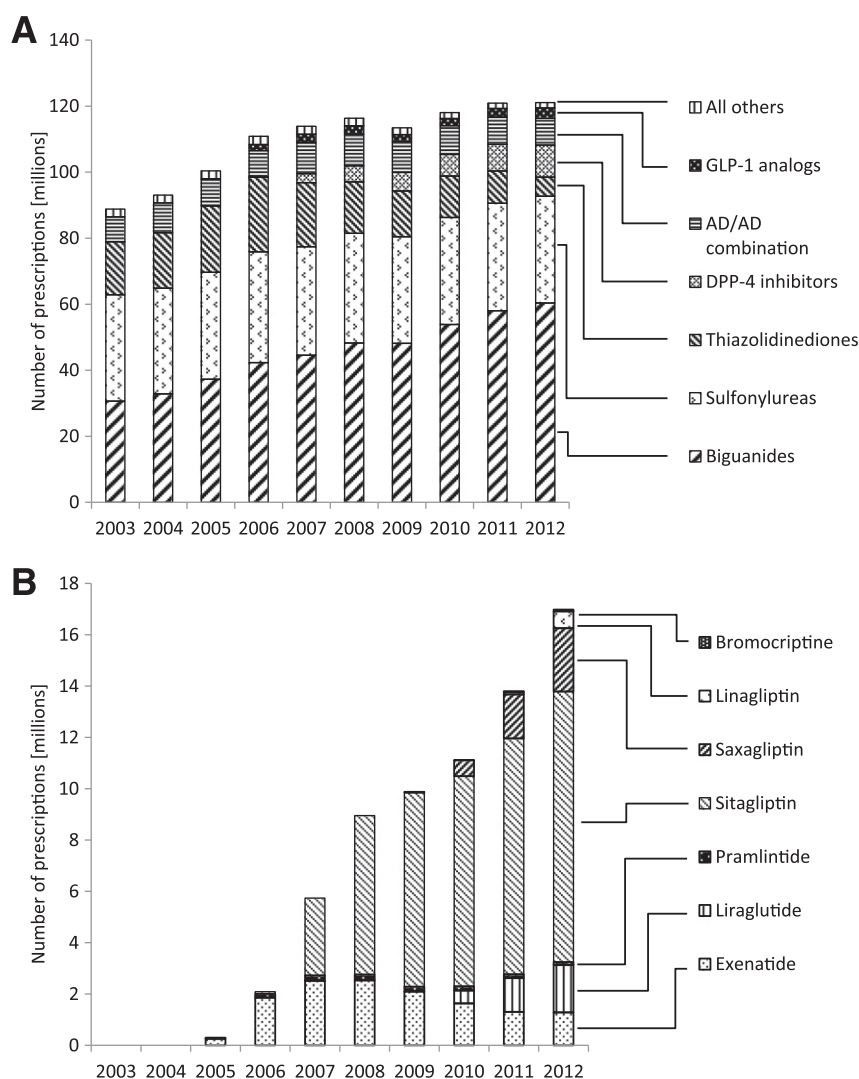 A
Number of prescriptions [millions]
140
120
100
80
60
40
20
0
2003 2004 2005 2006 2007 2008 2009 2010 2011 2012
All others
GLP-1 analogs
AD/AD
combination
DPP-4 inhibitors
Thiazolidinediones
Sulfonylureas
Biguanides
B
Number of prescriptions [millions]
18
16
14
12
10
8
6
4
2
0
2003 2004 2005 2006 2007 2008 2009 2010 2011 2012
Bromocriptine
Linagliptin
Saxagliptin
Sitagliptin
Pramlintide
Liraglutide
Exenatide